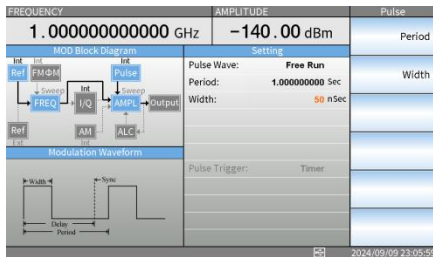 FREQUENCY
AMPLITUDE
Pulse
1.000000000000 GHz
-140.00 dBm
Period
Width
MOD Block Diagram
Int
Int
Int
Ref
FMΦM
Pulse
Sweep
Int
Sweep
FREQ
I/Q
AMPL
Output
Ref
AM
ALC
Ext
Int
Setting
Pulse Wave: Free Run
Period: 1.000000000 Sec
Width: 50 nSec
Pulse Trigger: Timer
Modulation Waveform
Width
Sync
Delay
Period
2024/09/09 23:05:59